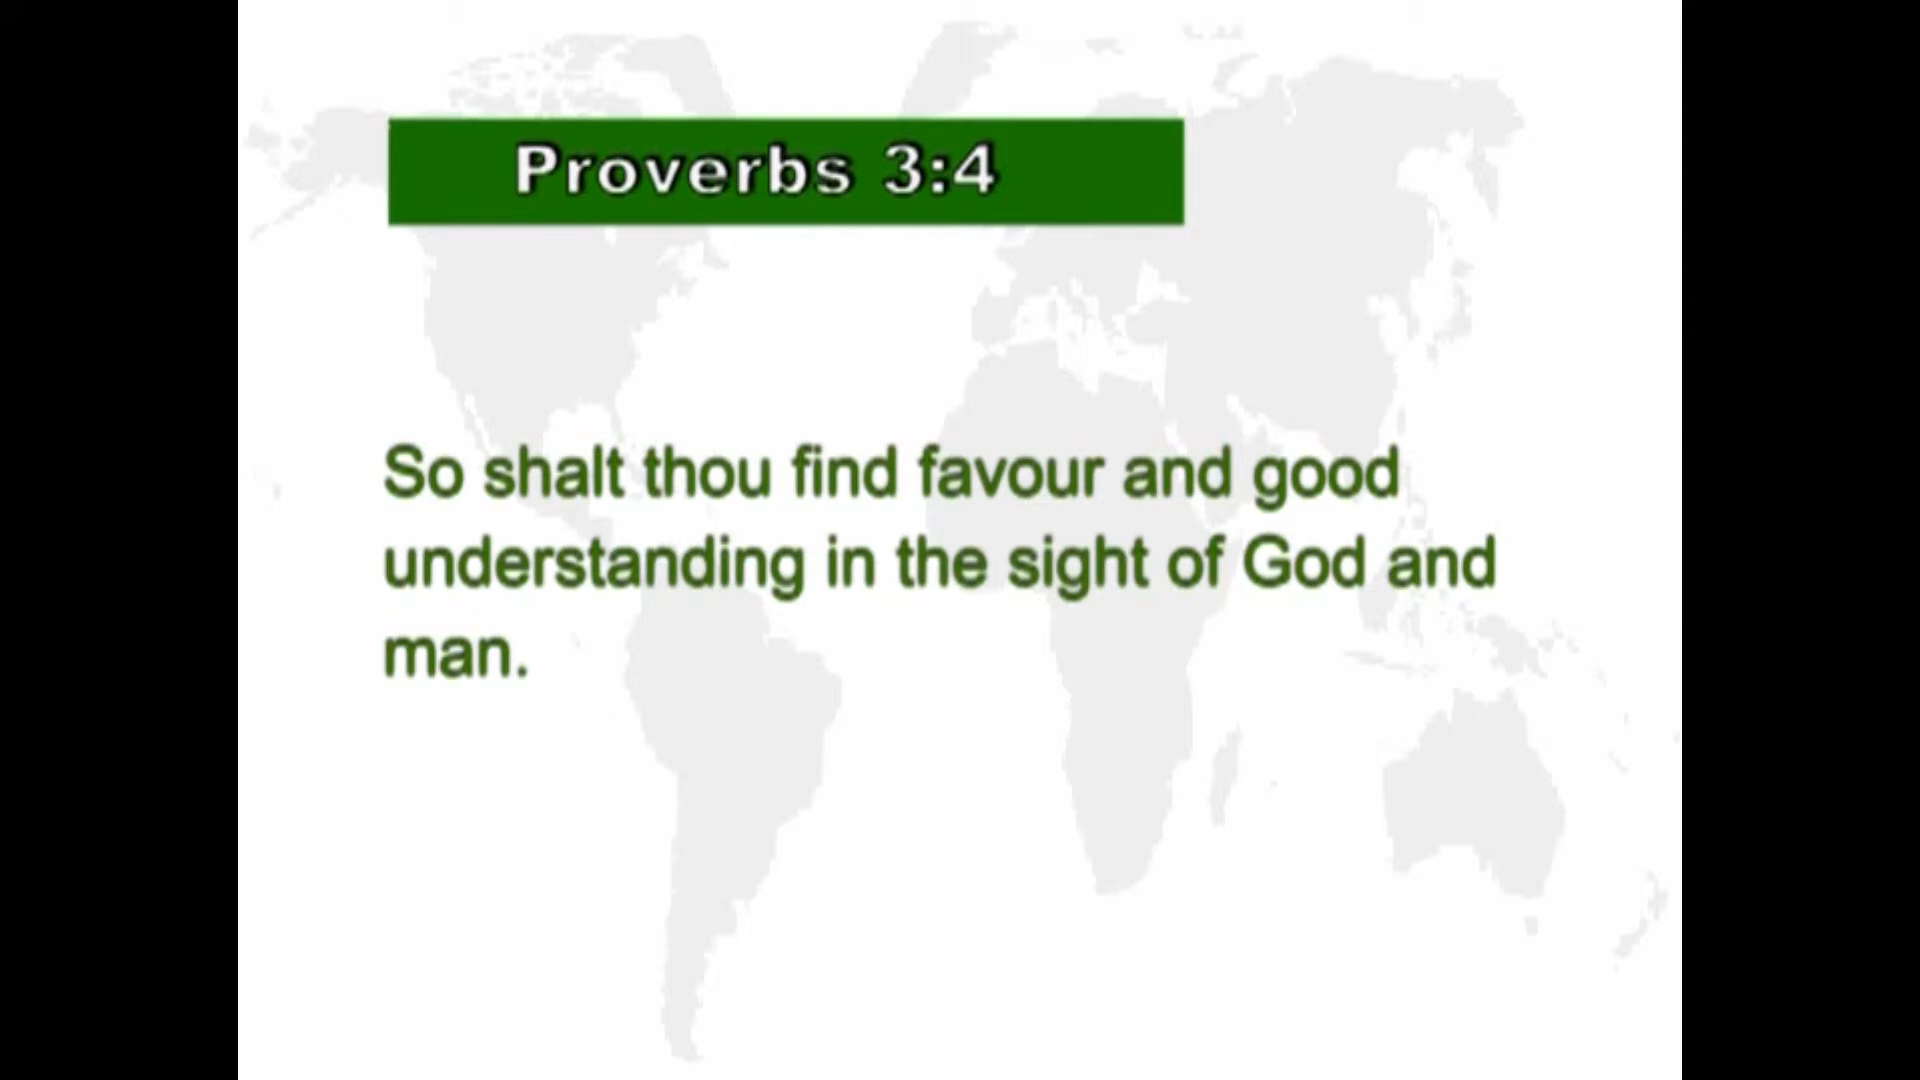 Proverbs 3:4
So shalt thou find favour and good
understanding in the sight of God and
man.